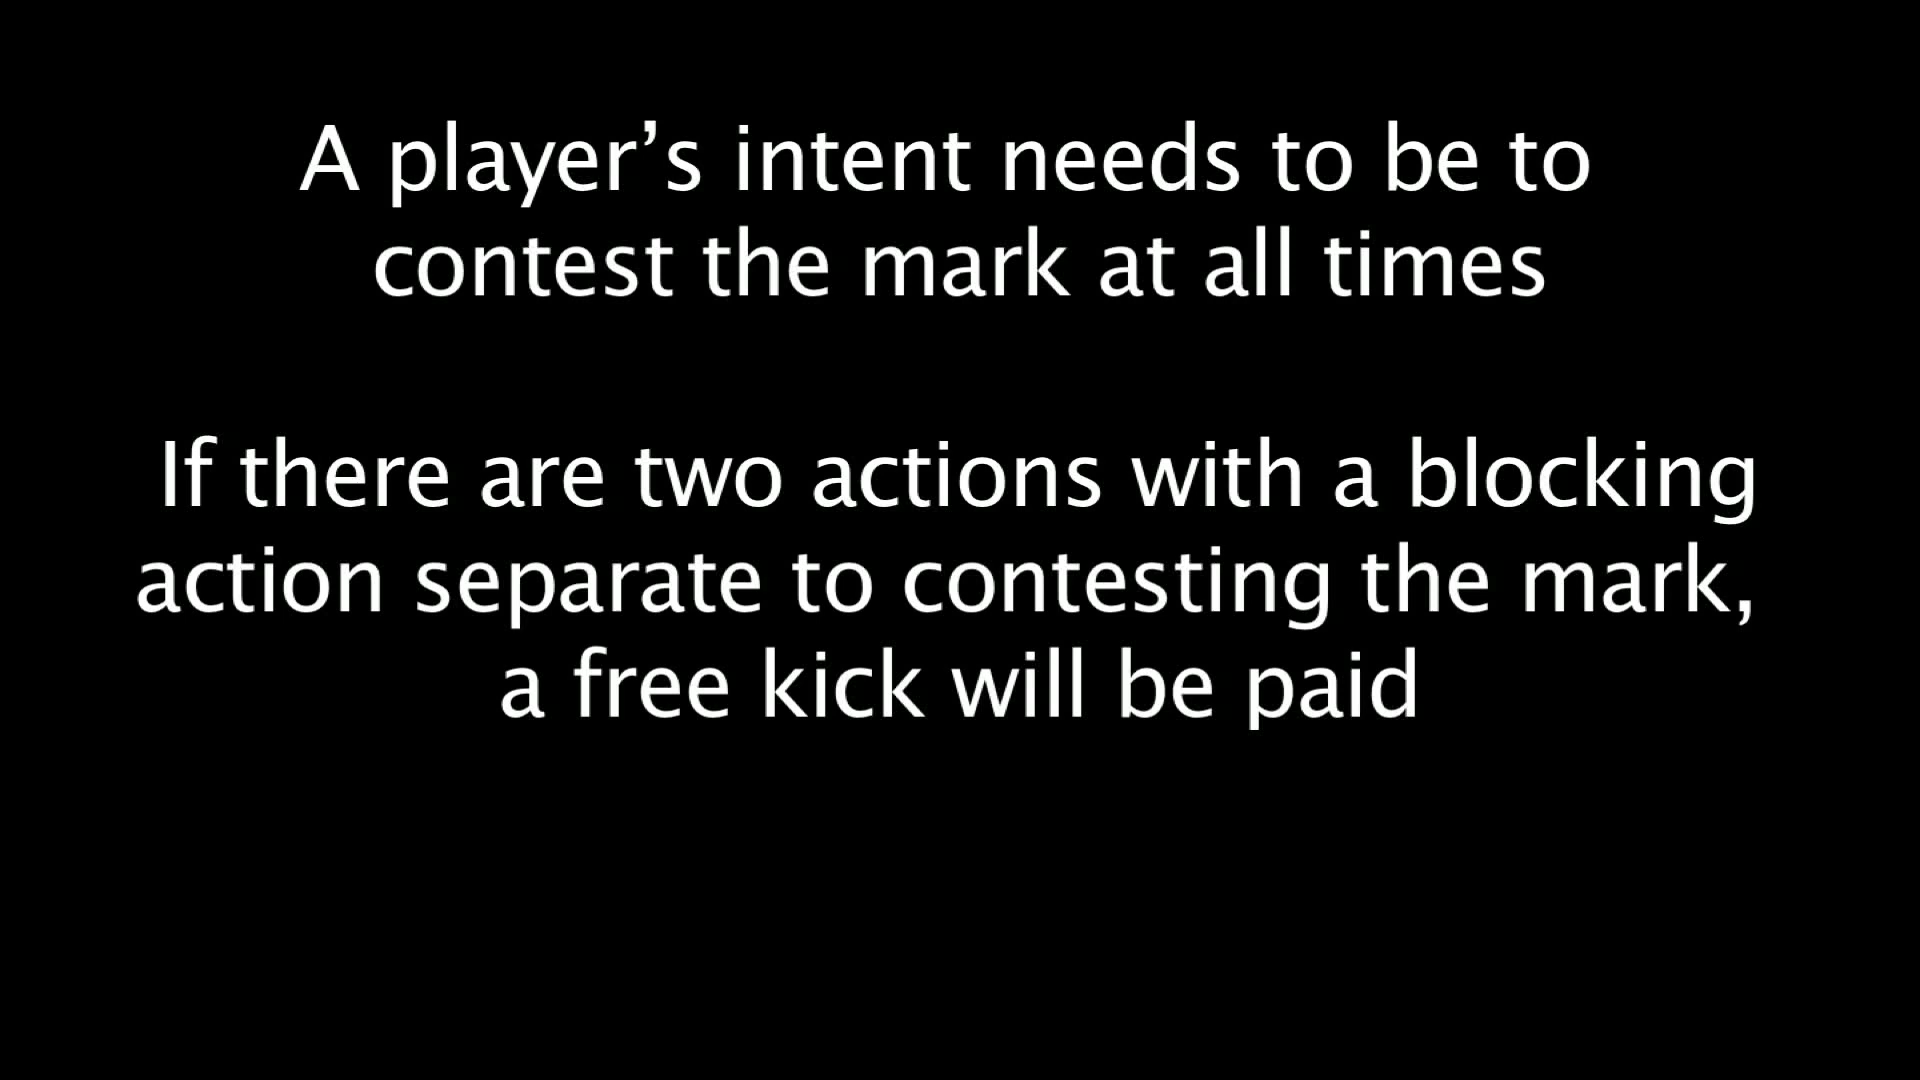 A player’s intent needs to be to
contest the mark at all times
If there are two actions with a blocking
action separate to contesting the mark,
a free kick will be paid